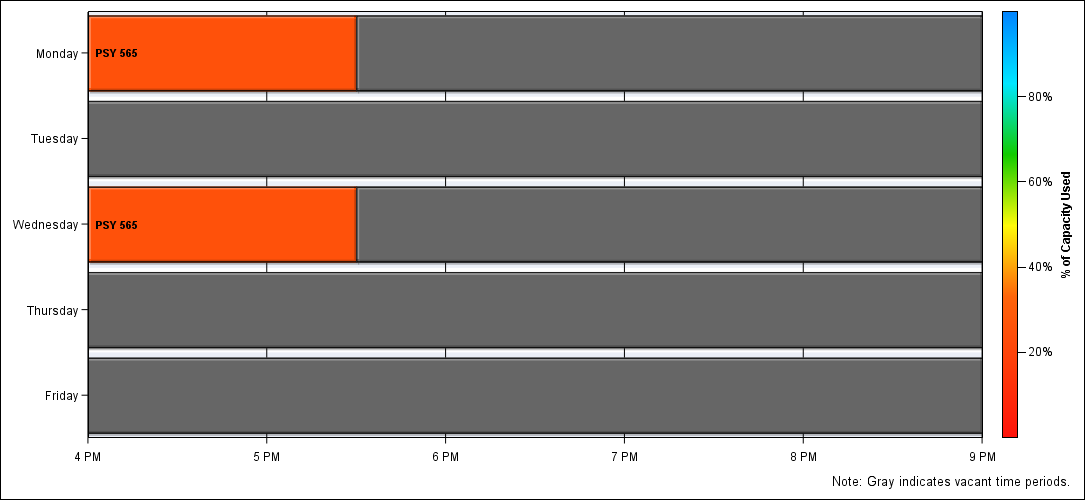 Monday
PSY 565
Tuesday
Wednesday
PSY 565
Thursday
Friday
4 PM
5 PM
6 PM
7 PM
8 PM
9 PM
80%
60%
40%
20%
% of Capacity Used
Note: Gray indicates vacant time periods.